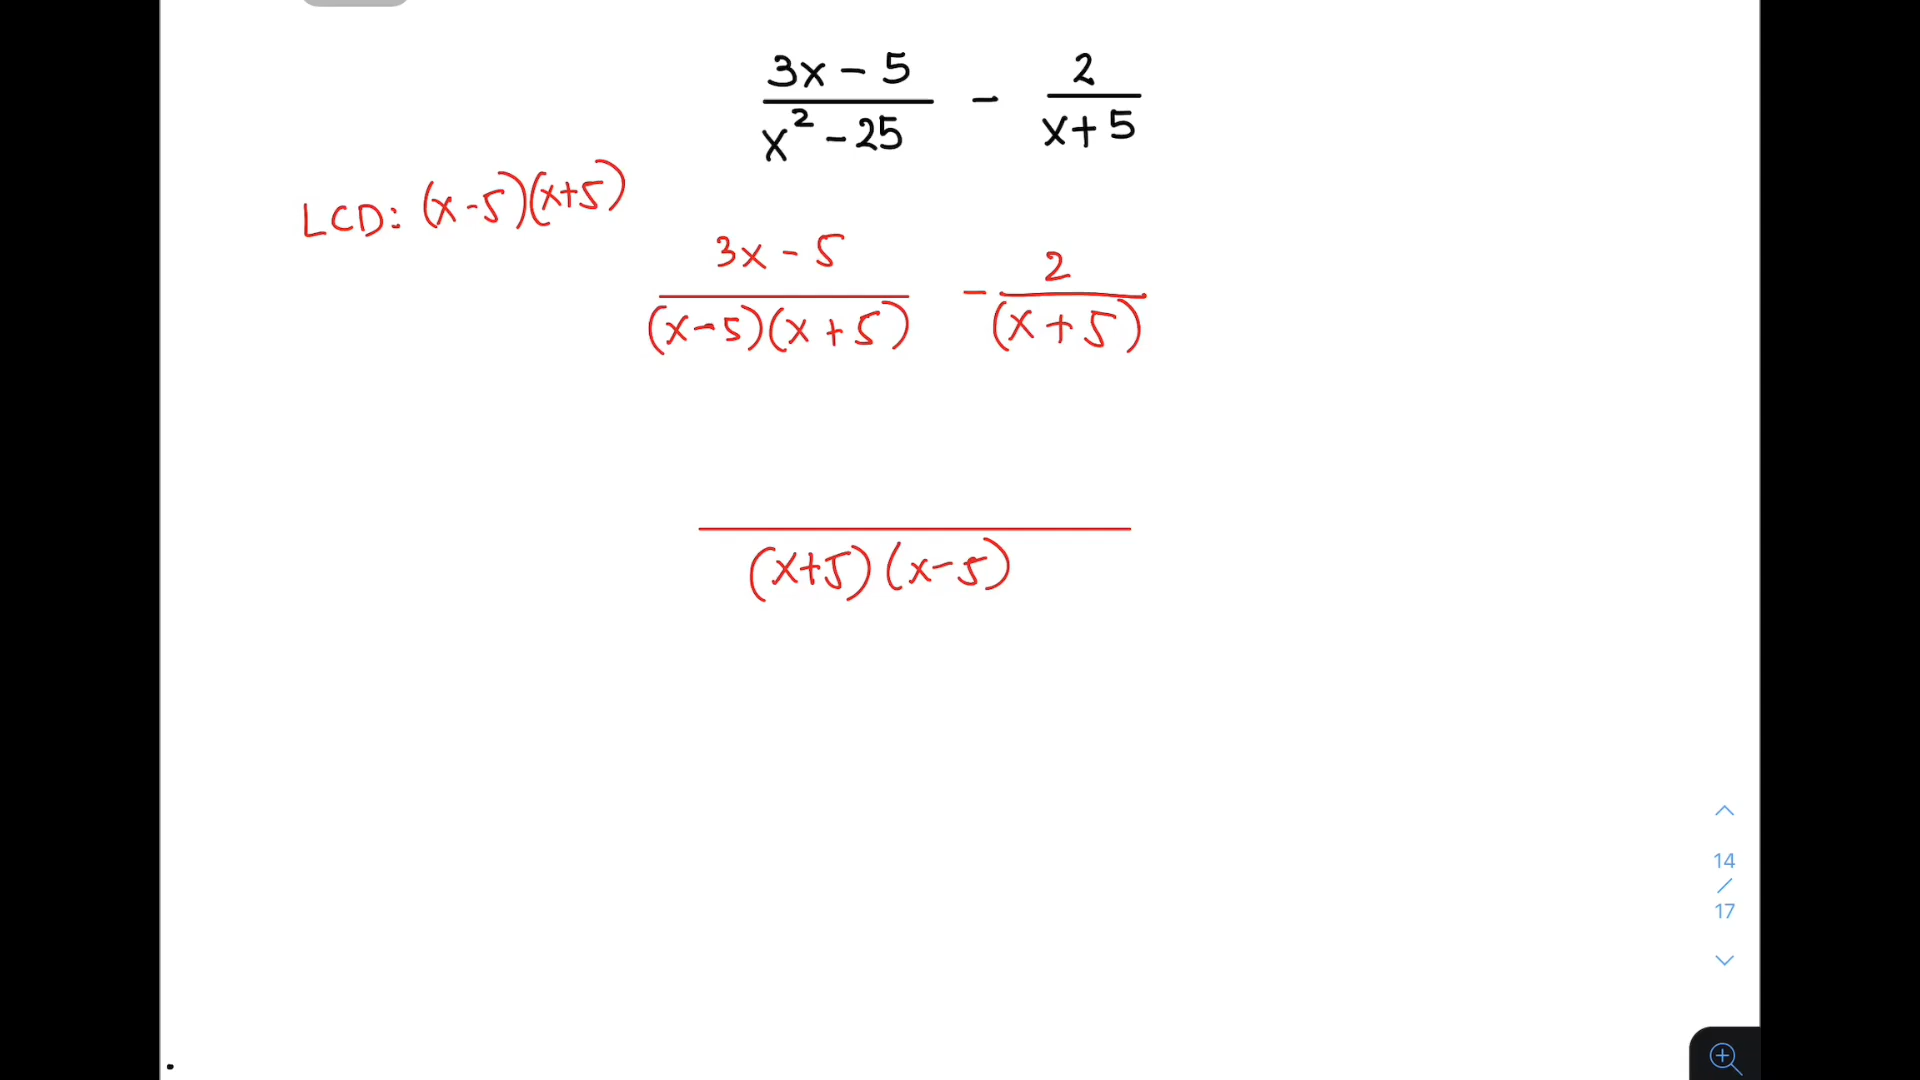 3x - 5
x² - 25
-
2
x + 5
LCD: (x-5)(x+5)
3x - 5
(x-5)(x+5)
-
2
(x+5)
(x+5)(x-5)
14
/
17